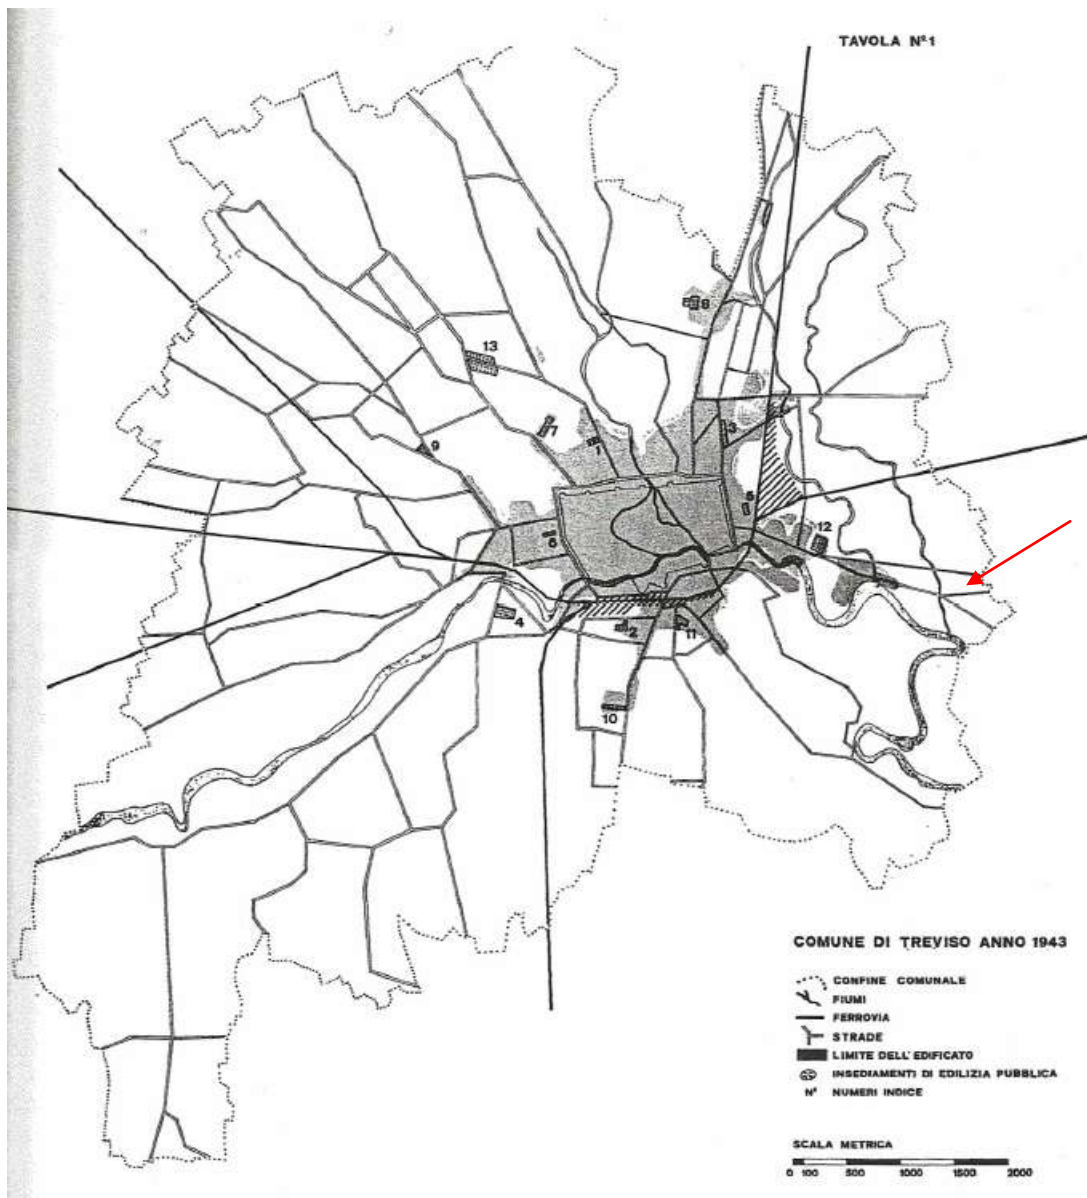 TAVOLA Nº1
8
13
7
1
3
9
5
12
6
4
2
11
10
COMUNE DI TREVISO ANNO 1943
CONFINE COMUNALE
FIUMI
FERROVIA
STRADE
LIMITE DELL' EDIFICATO
INSEDIAMENTI DI EDILIZIA PUBBLICA
Nº NUMERI INDICE
SCALA METRICA
0 100 500 1000 1500 2000